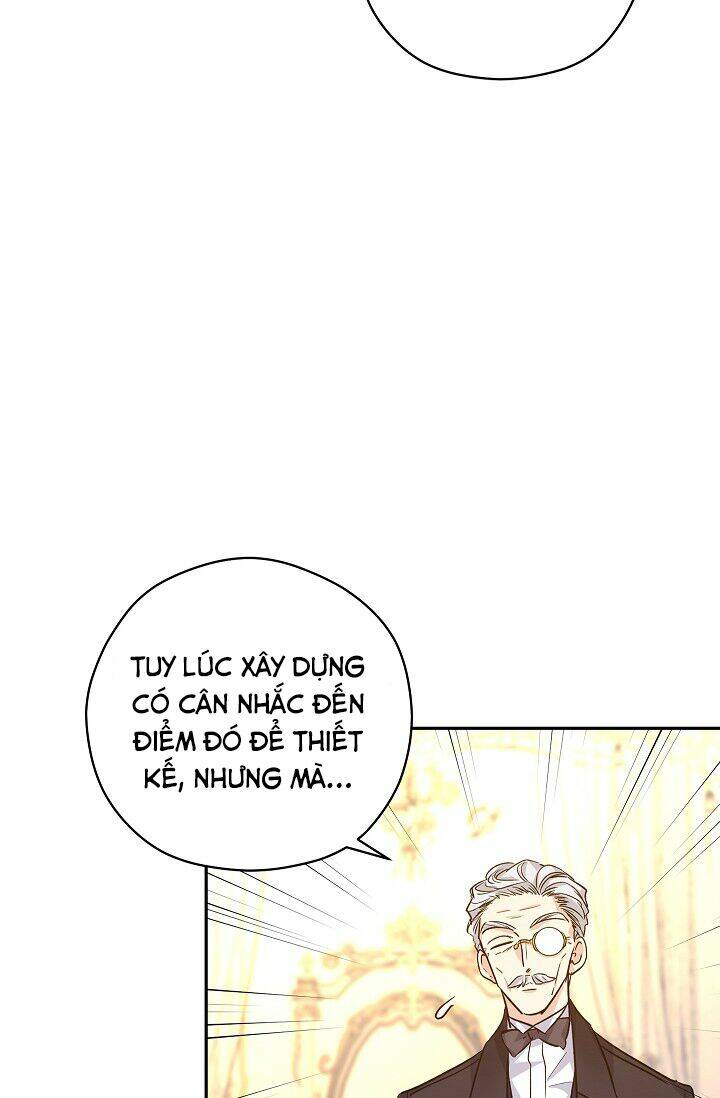 TUY LÚC XÂY DỰNG
CÓ CÂN NHẮC ĐẾN
ĐIỂM ĐÓ ĐỂ THIẾT
KẾ, NHƯNG MÀ...